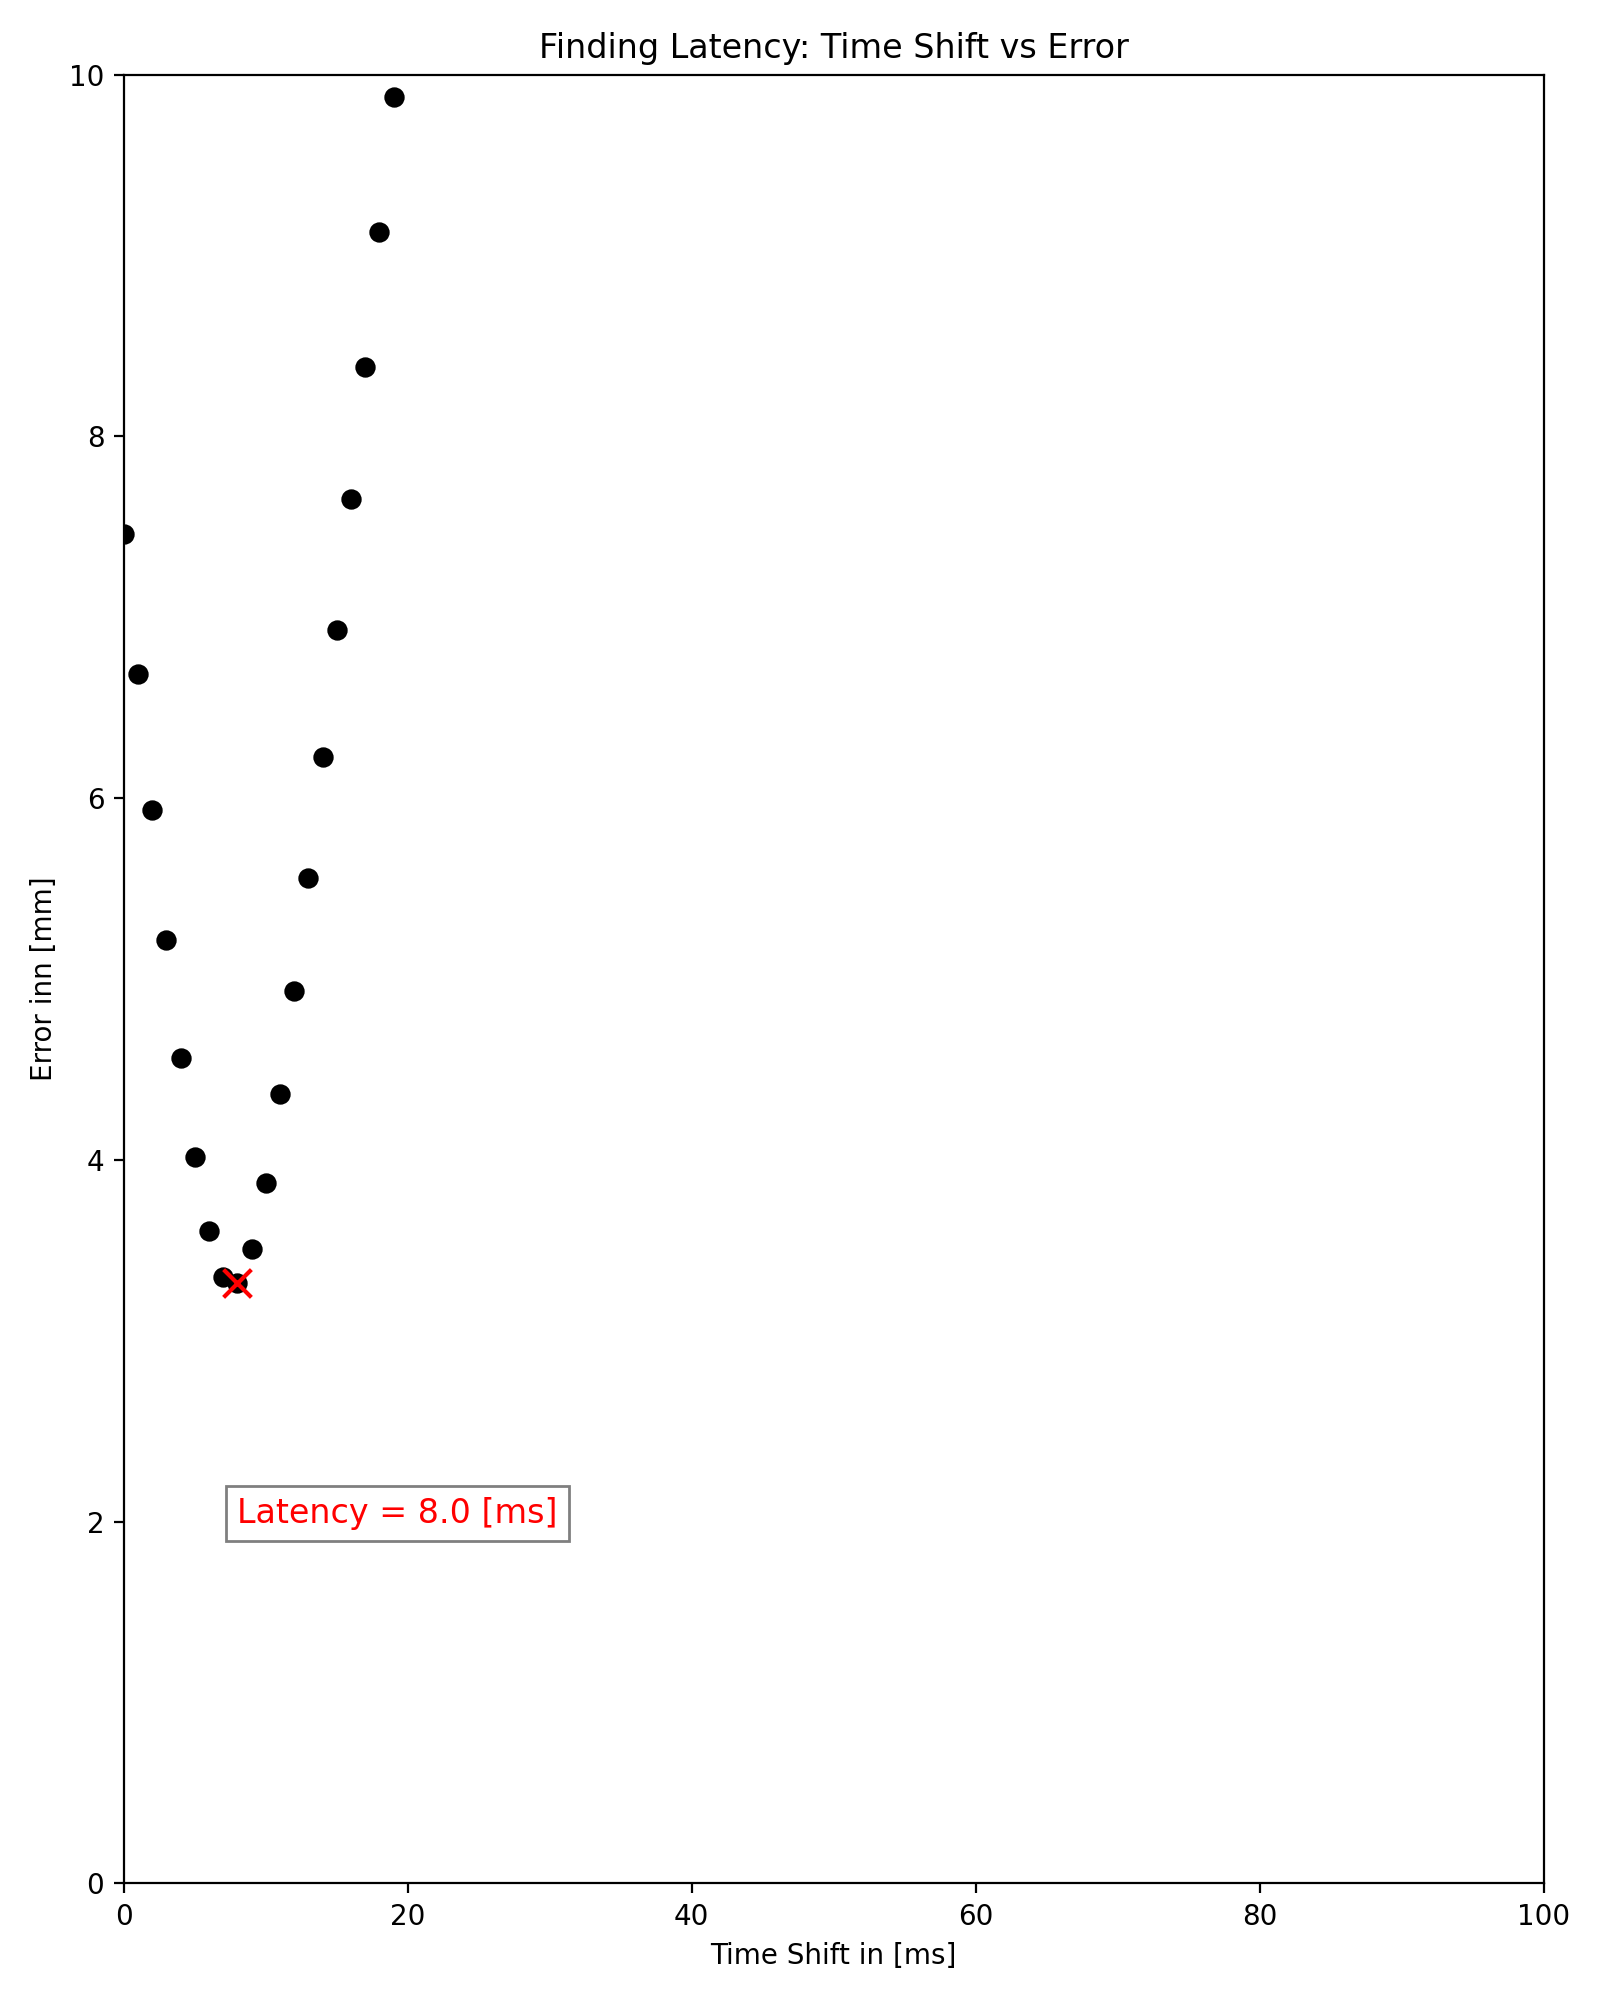 Finding Latency: Time Shift vs Error
10
8
6
4
2
0
Error inn [mm]
Latency = 8.0 [ms]
0 20 40 60 80 100
Time Shift in [ms]